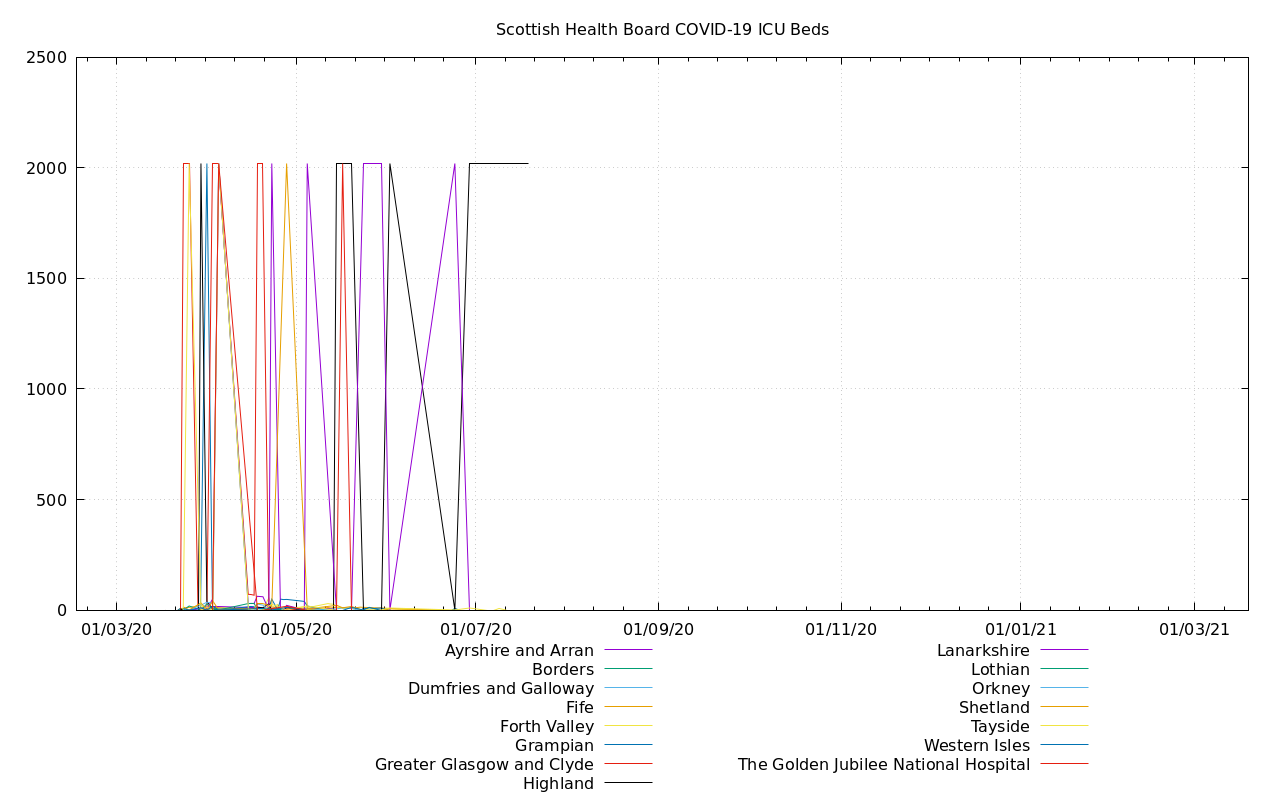 Scottish Health Board COVID-19 ICU Beds
2500
2000
1500
1000
500
0
01/03/20 01/05/20 01/07/20 01/09/20 01/11/20 01/01/21 01/03/21
Ayrshire and Arran
Borders
Dumfries and Galloway
Fife
Forth Valley
Grampian
Greater Glasgow and Clyde
Highland
Lanarkshire
Lothian
Orkney
Shetland
Tayside
Western Isles
The Golden Jubilee National Hospital